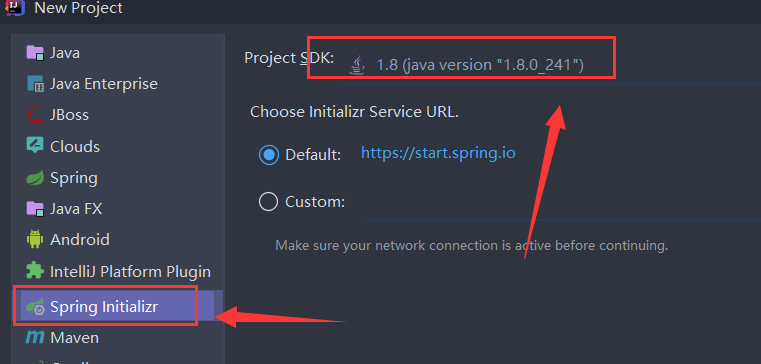 New Project
Java
Java Enterprise
JBoss
Clouds
Spring
Java FX
Android
IntelliJ Platform Plugin
Spring Initializr
Maven
Project SDK: 1.8 (java version "1.8.0_241")
Choose Initializr Service URL.
Default: https://start.spring.io
Custom:
Make sure your network connection is active before continuing.